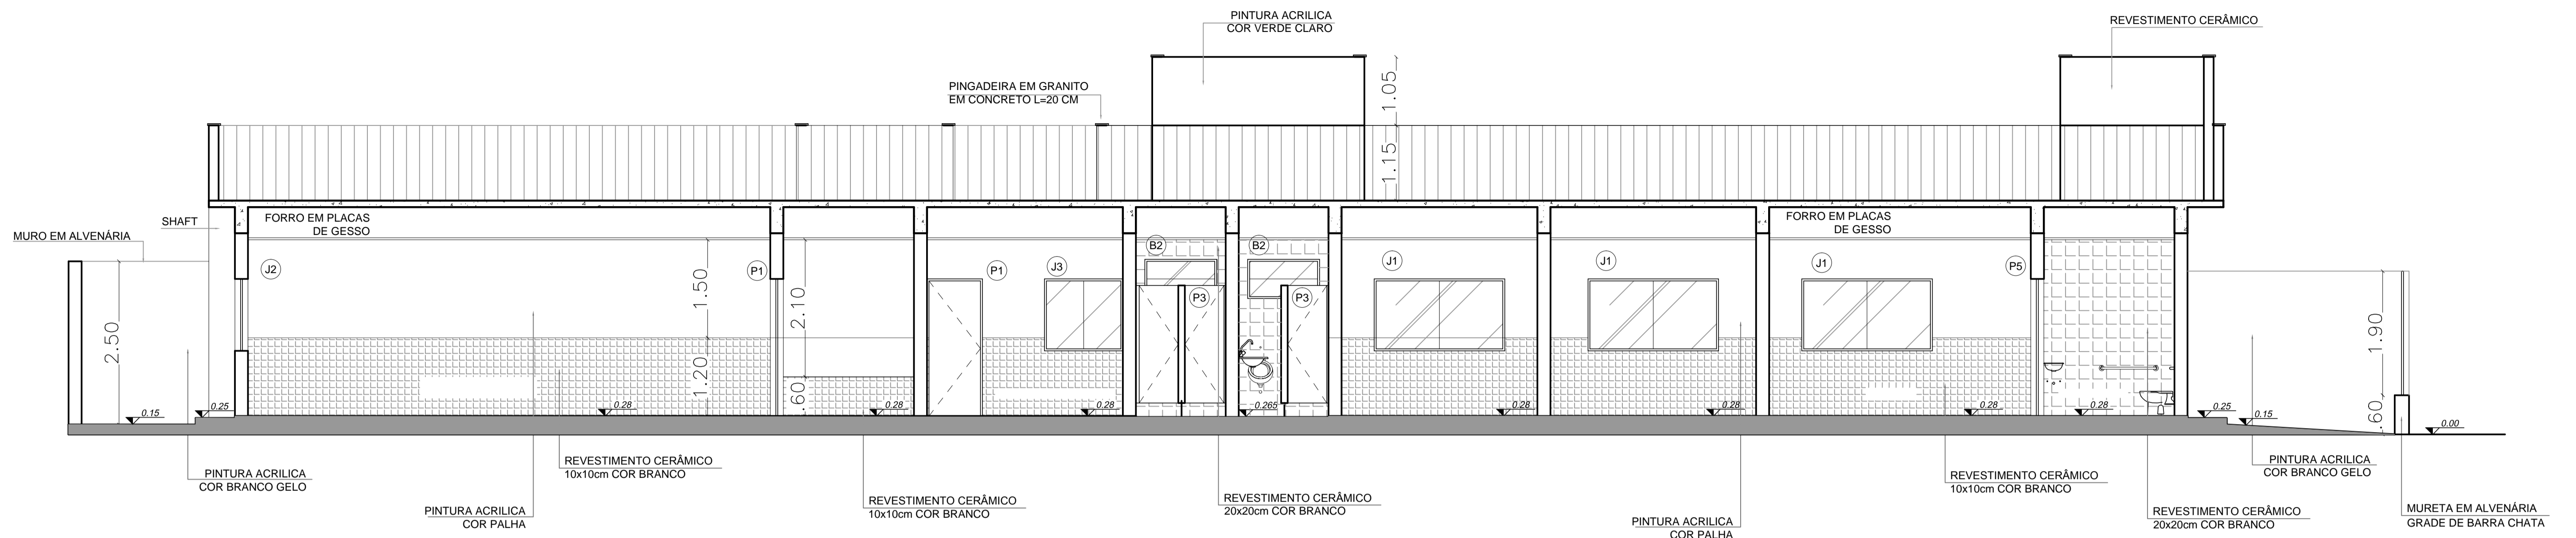 PINTURA ACRILICA
COR VERDE CLARO
REVESTIMENTO CERÂMICO
PINGADEIRA EM GRANITO
EM CONCRETO L=20 CM
1.05
1.15
SHAFT
FORRO EM PLACAS
DE GESSO
FORRO EM PLACAS
DE GESSO
MURO EM ALVENÁRIA
J2
P1
P1
J3
B2
B2
P3
P3
J1
J1
J1
P5
2.50
1.50
1.20
2.10
.60
1.90
.60
0.15
0.25
0.28
0.28
0.28
0.265
0.28
0.28
0.28
0.28
0.25
0.15
0.00
PINTURA ACRILICA
COR BRANCO GELO
PINTURA ACRILICA
COR PALHA
REVESTIMENTO CERÂMICO
10x10cm COR BRANCO
REVESTIMENTO CERÂMICO
10x10cm COR BRANCO
REVESTIMENTO CERÂMICO
20x20cm COR BRANCO
PINTURA ACRILICA
COR PALHA
REVESTIMENTO CERÂMICO
10x10cm COR BRANCO
REVESTIMENTO CERÂMICO
20x20cm COR BRANCO
PINTURA ACRILICA
COR BRANCO GELO
MURETA EM ALVENÁRIA
GRADE DE BARRA CHATA